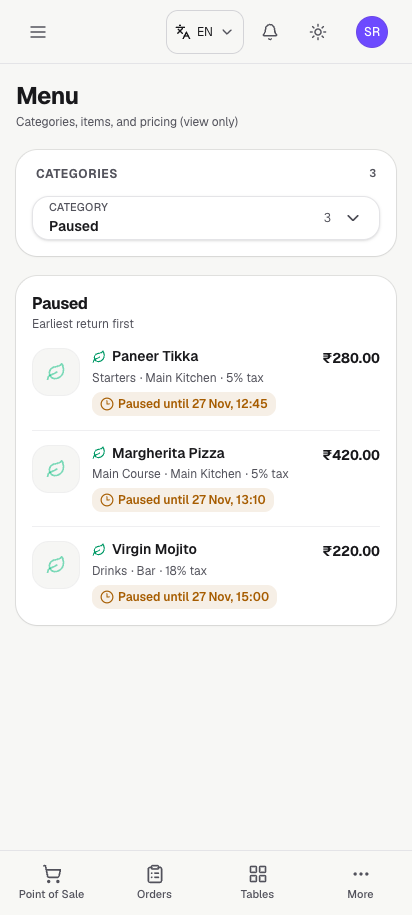 EN
SR
Menu
Categories, items, and pricing (view only)
CATEGORIES 3
CATEGORY
Paused 3
Paused
Earliest return first
Paneer Tikka ₹280.00
Starters · Main Kitchen · 5% tax
Paused until 27 Nov, 12:45
Margherita Pizza ₹420.00
Main Course · Main Kitchen · 5% tax
Paused until 27 Nov, 13:10
Virgin Mojito ₹220.00
Drinks · Bar · 18% tax
Paused until 27 Nov, 15:00
Point of Sale Orders Tables More